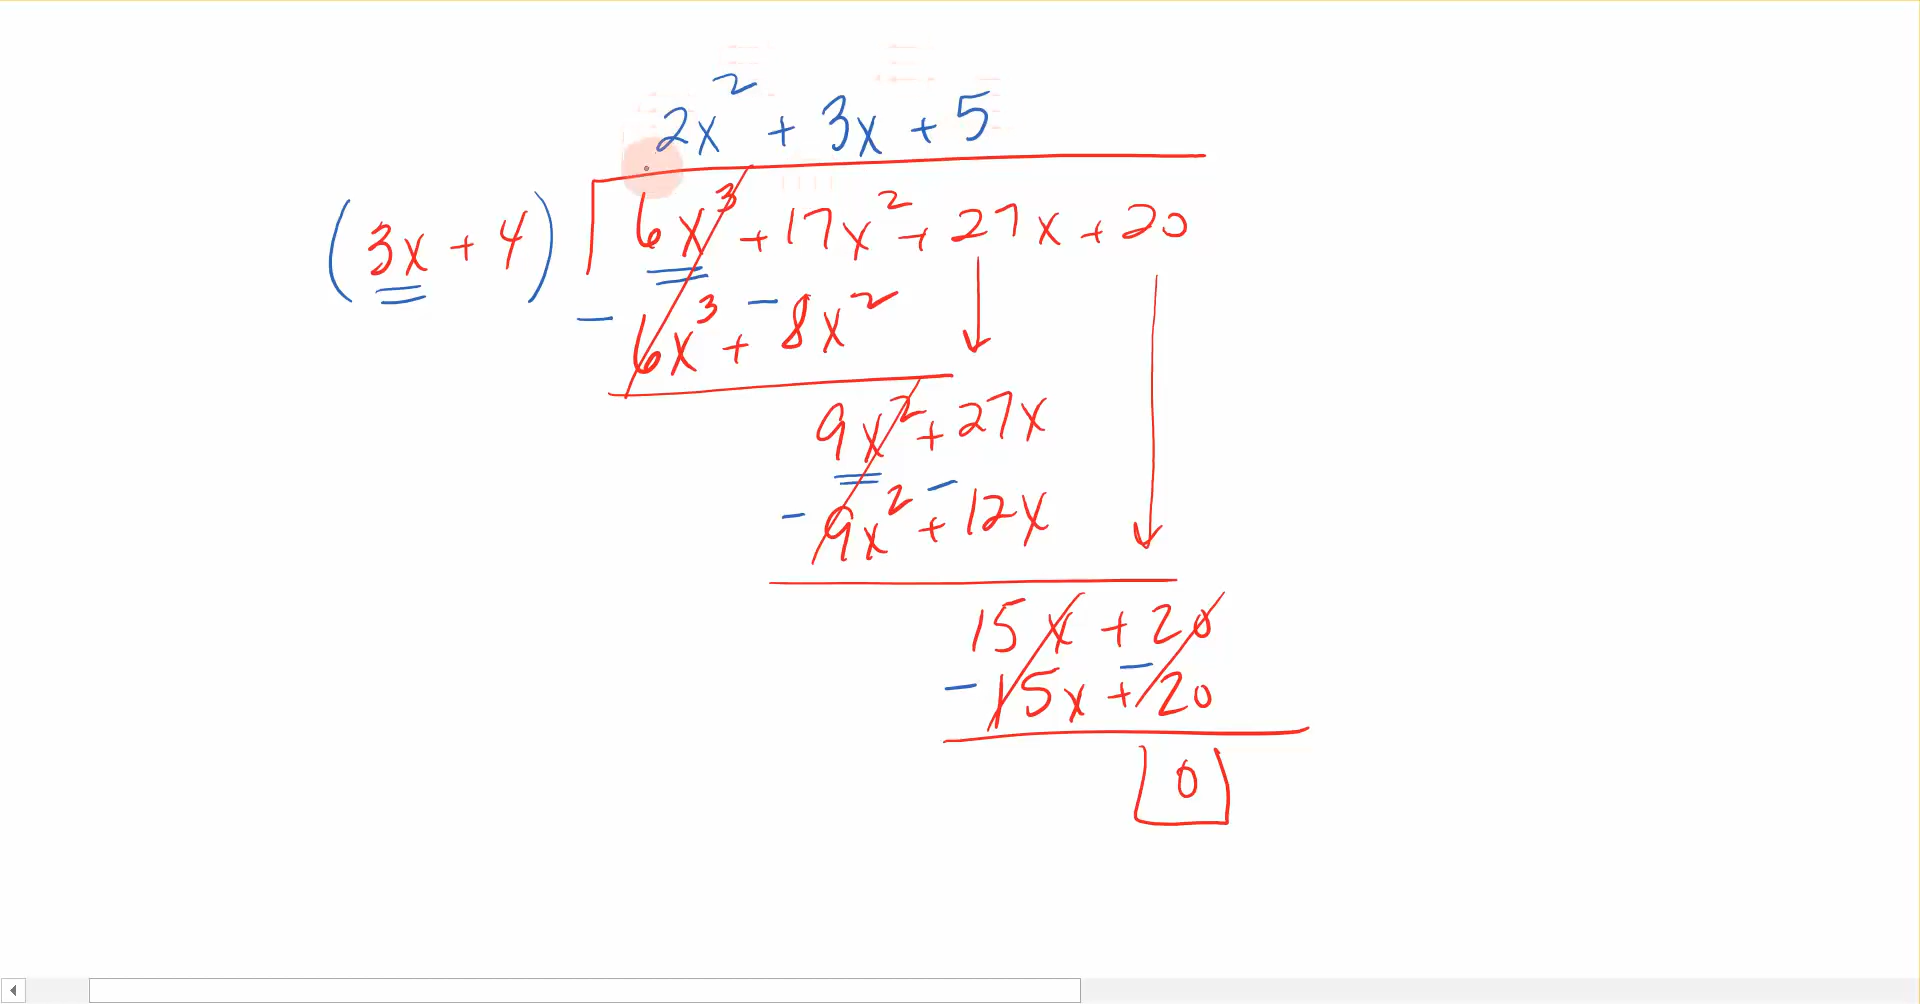 2x² + 3x + 5
(3x + 4) 6x³ + 17x² + 27x + 20
− 6x³ + − 8x²
9x² + 27x
− 9x² + − 12x
15x + 20
− 15x + − 20
0